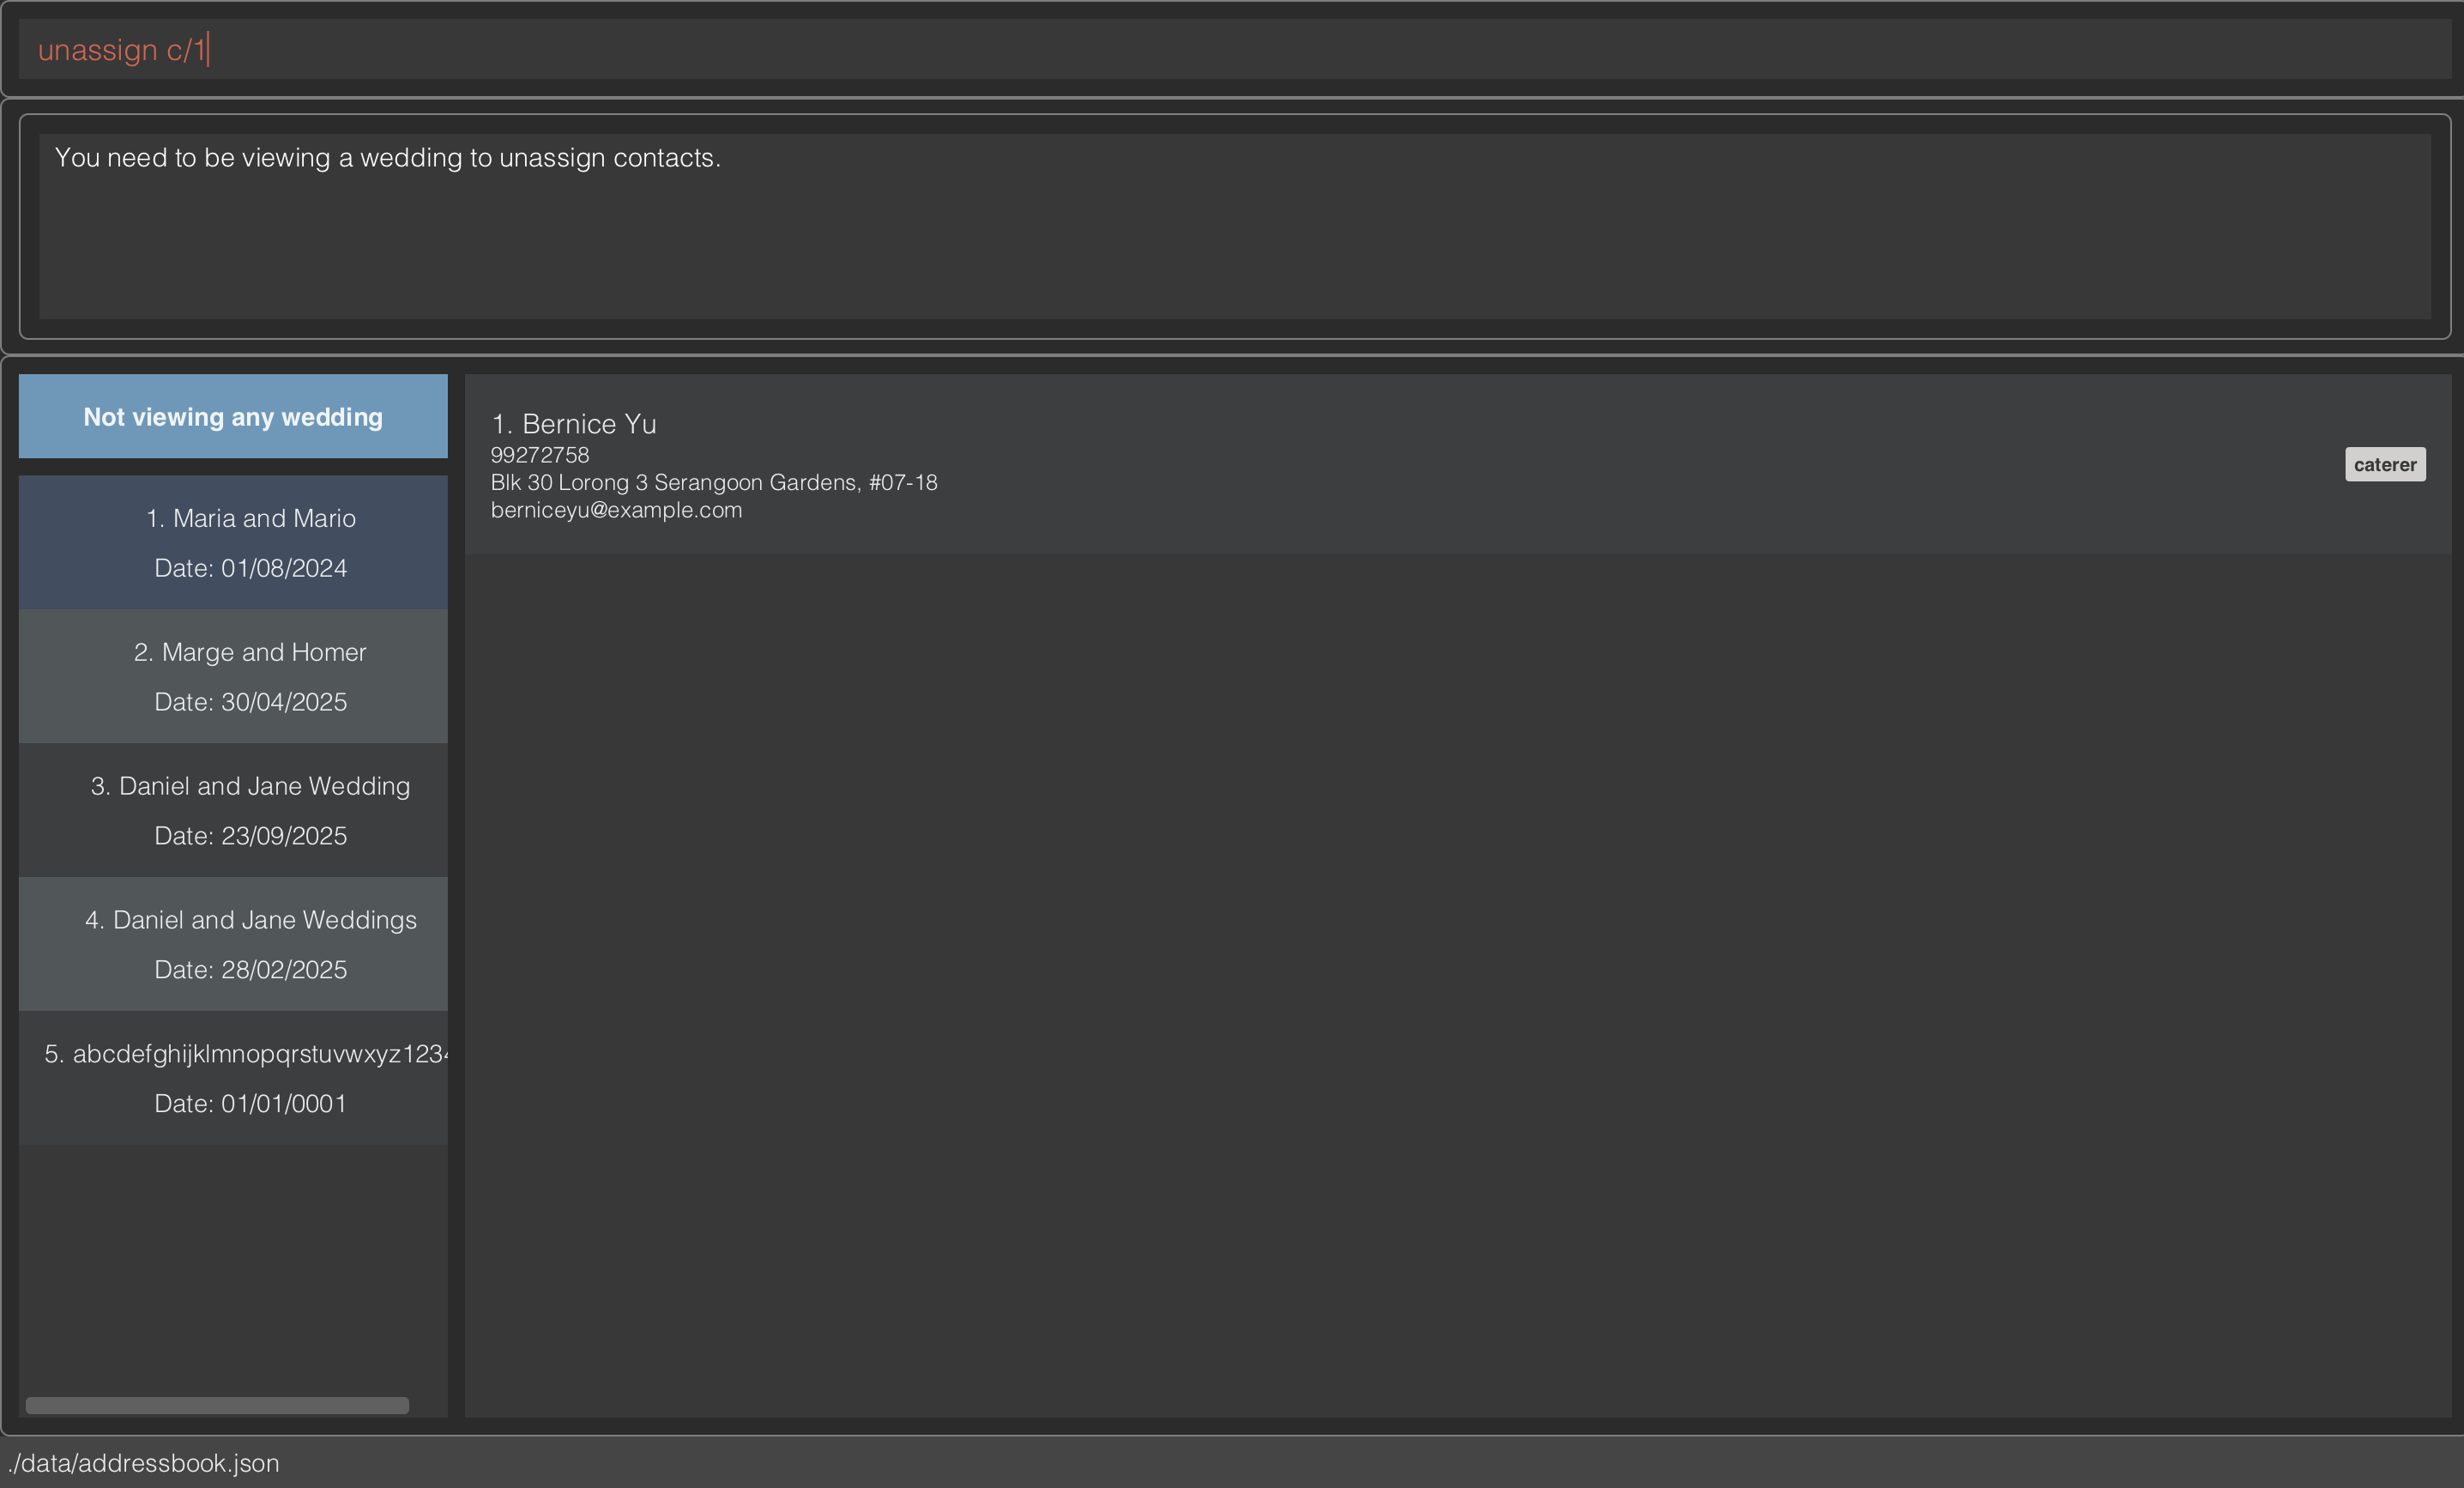 unassign c/1
You need to be viewing a wedding to unassign contacts.
Not viewing any wedding
1. Maria and Mario
Date: 01/08/2024
2. Marge and Homer
Date: 30/04/2025
3. Daniel and Jane Wedding
Date: 23/09/2025
4. Daniel and Jane Weddings
Date: 28/02/2025
5. abcdefghijklmnopqrstuvwxyz1234
Date: 01/01/0001
1. Bernice Yu
99272758
Blk 30 Lorong 3 Serangoon Gardens, #07-18
berniceyu@example.com
caterer
./data/addressbook.json